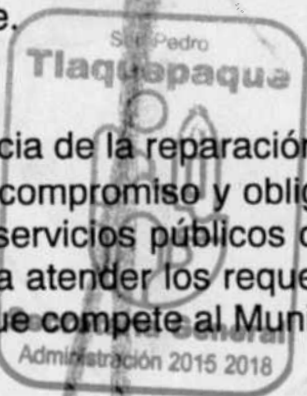 e.
San Pedro
Tlaquepaque
cia de la reparación
compromiso y oblig
servicios públicos
a atender los reque
ue compete al Mun
General
Administración 2015 2018